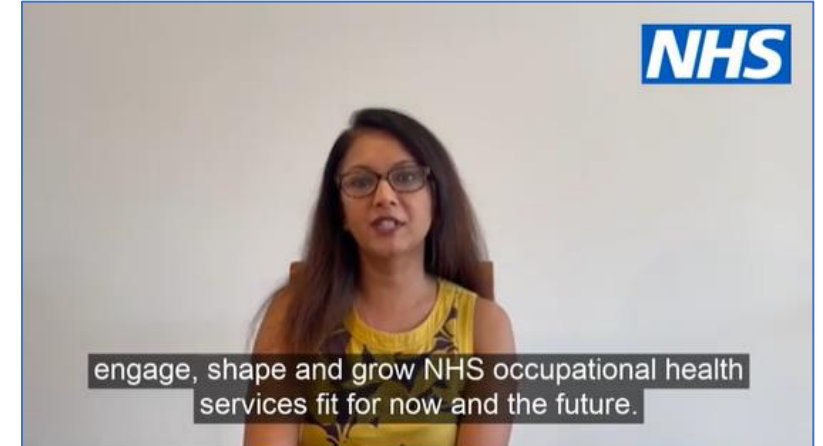 NHS
engage, shape and grow NHS occupational health
services fit for now and the future.